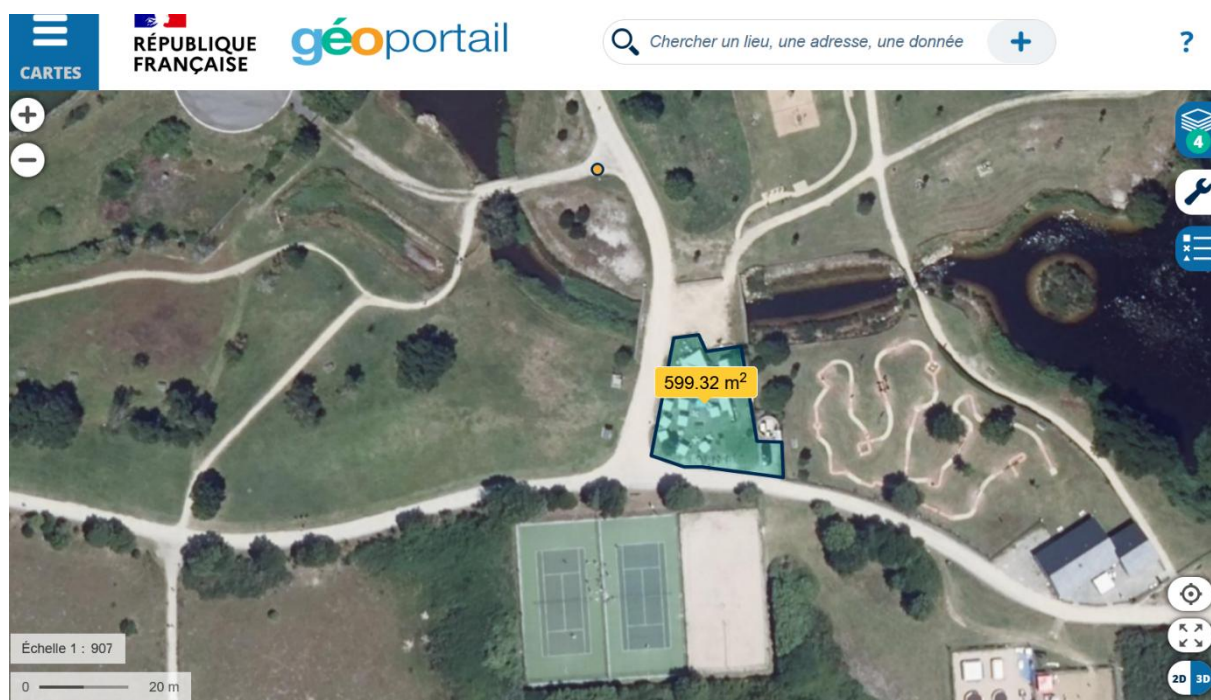 CARTES
RÉPUBLIQUE
FRANÇAISE
géoportail
Chercher un lieu, une adresse, une donnée
+
?
+
−
4
599.32 m²
Échelle 1 : 907
0 20 m
2D 3D